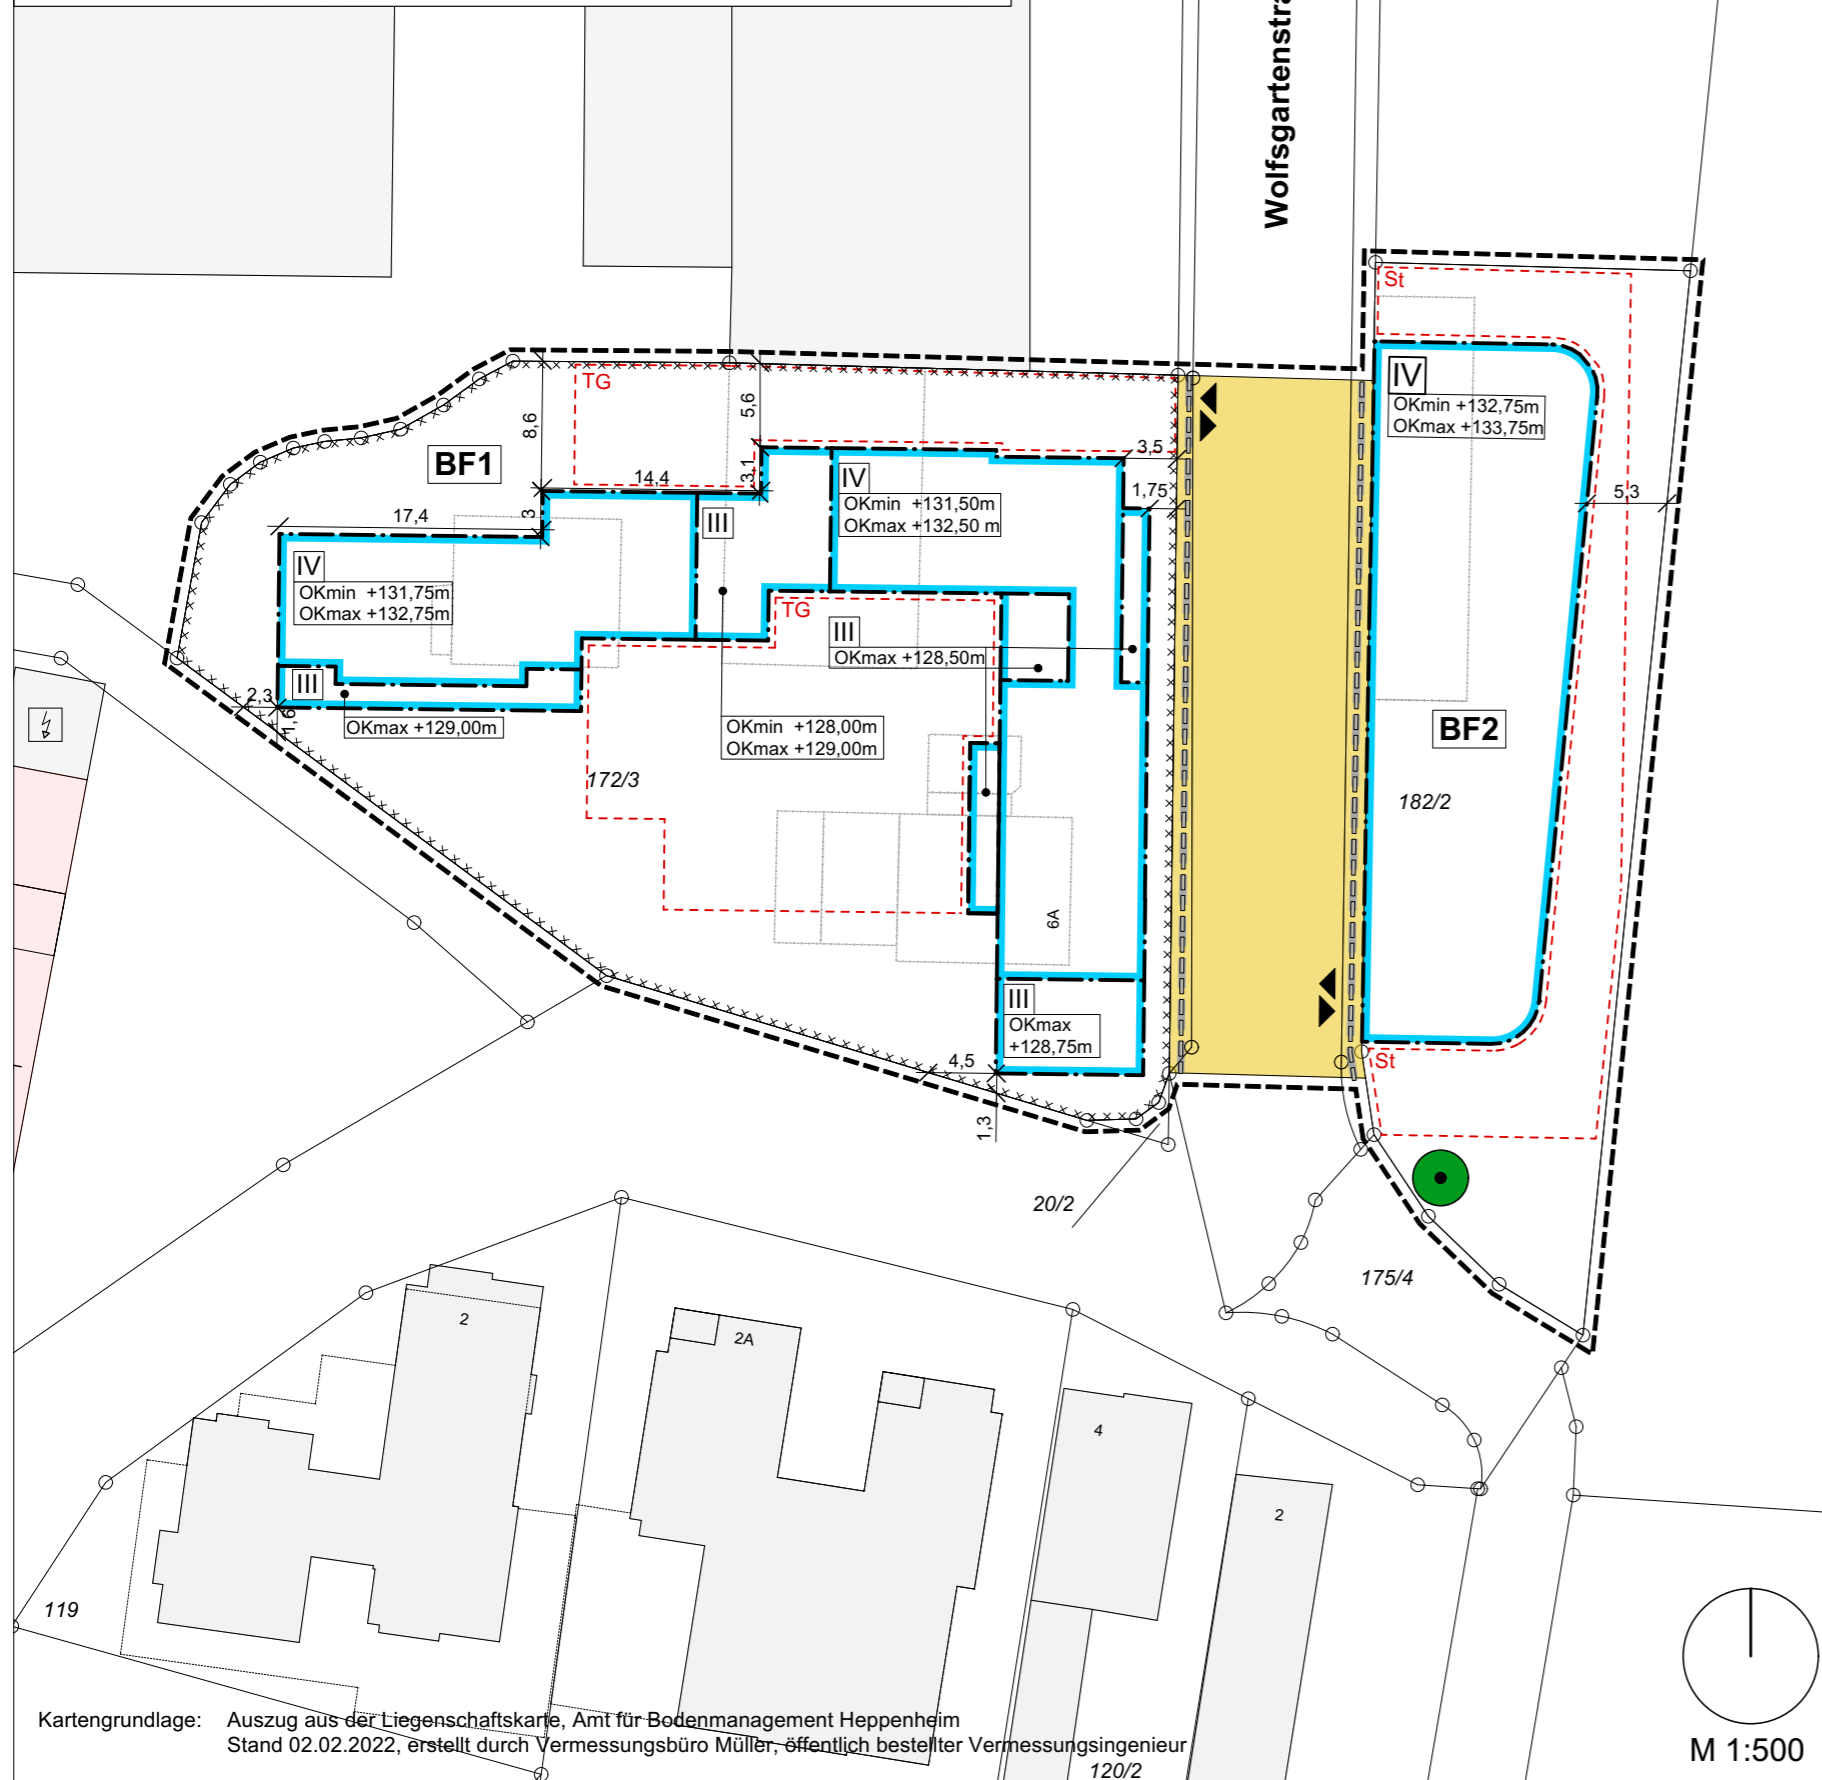 Wolfsgartenstra
St
TG
IV
OKmin +132,75m
OKmax +133,75m
8,6
5,6
BF1
3,5
14,4
3,1
IV
OKmin +131,50m
OKmax +132,50 m
1,75
5,3
17,4
3
III
IV
OKmin +131,75m
OKmax +132,75m
TG
III
OKmax +128,50m
III
2,3
1,6
OKmax +129,00m
OKmin +128,00m
OKmax +129,00m
BF2
172/3
182/2
6A
III
OKmax
+128,75m
4,5
St
1,3
20/2
175/4
2
2A
4
2
119
Kartengrundlage: Auszug aus der Liegenschaftskarte, Amt für Bodenmanagement Heppenheim
Stand 02.02.2022, erstellt durch Vermessungsbüro Müller, öffentlich bestellter Vermessungsingenieur
120/2
M 1:500